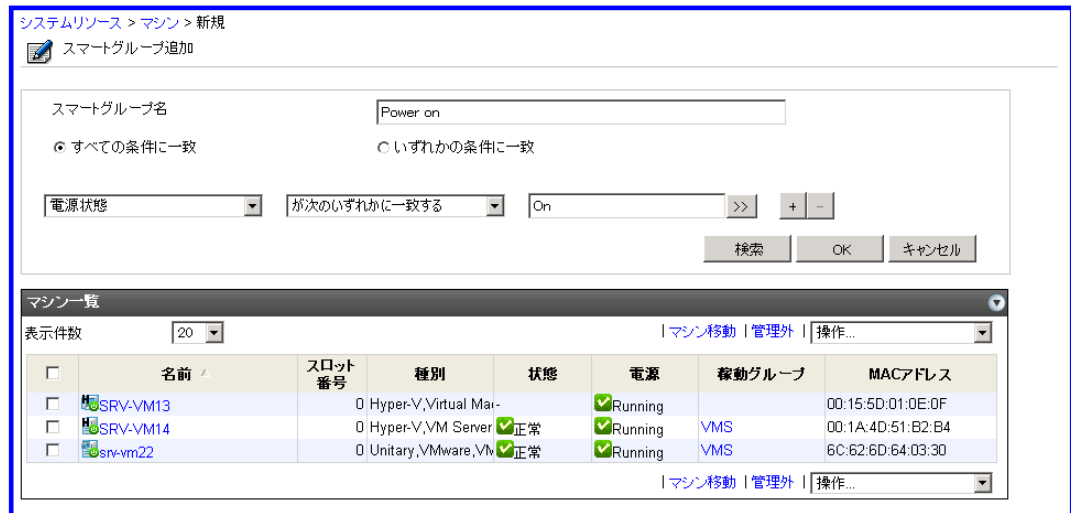 システムリソース > マシン > 新規
スマートグループ追加
スマートグループ名 Power on
すべての条件に一致 いずれかの条件に一致
電源状態 が次のいずれかに一致する On >> + −
検索 OK キャンセル
マシン一覧
表示件数 20 | マシン移動 | 管理外 | 操作...
名前 スロット番号 種別 状態 電源 稼動グループ MACアドレス
SRV-VM13 0 Hyper-V,Virtual Mac - Running 00:15:5D:01:0E:0F
SRV-VM14 0 Hyper-V,VM Server 正常 Running VMS 00:1A:4D:51:B2:B4
srv-vm22 0 Unitary,VMware,VM 正常 Running VMS 6C:62:6D:64:03:30
| マシン移動 | 管理外 | 操作...